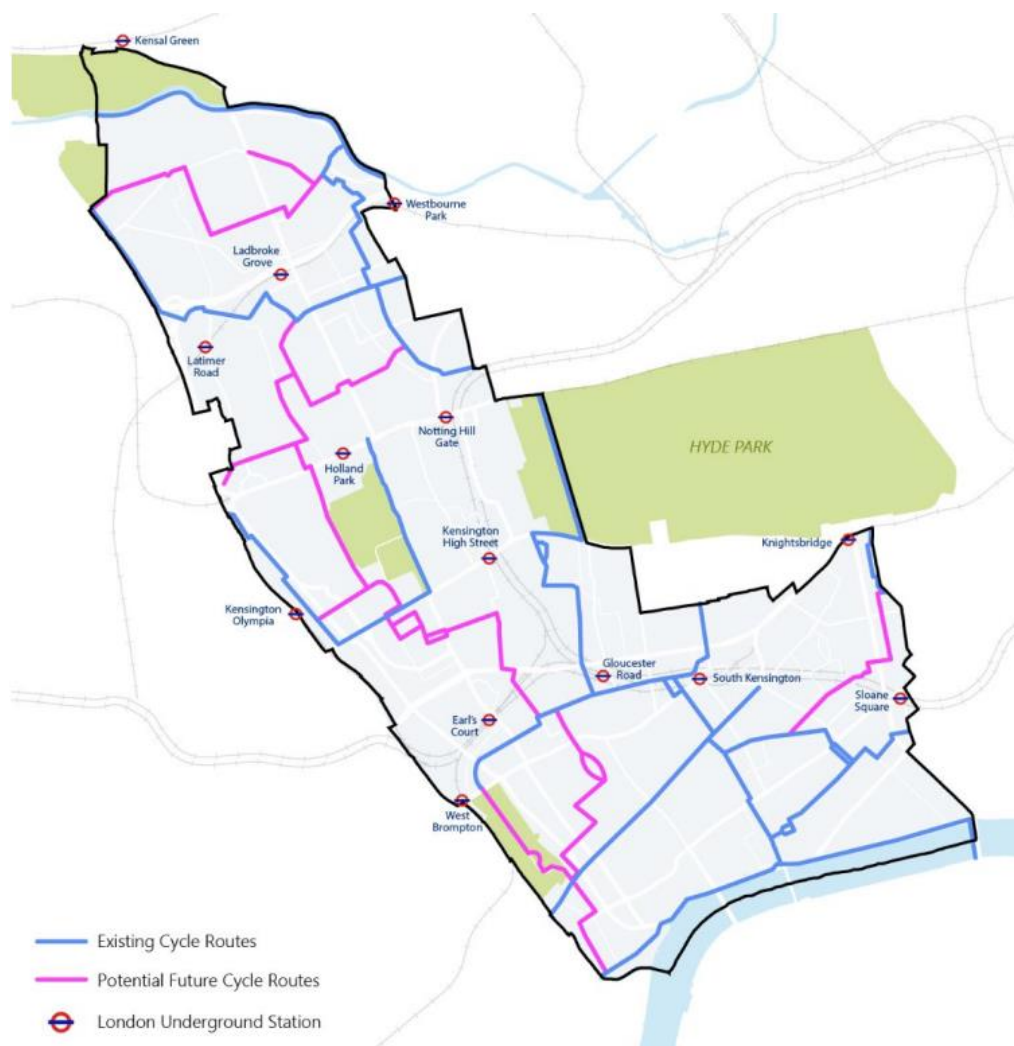 Kensal Green
Westbourne
Park
Ladbroke
Grove
Latimer
Road
Notting Hill
Gate
HYDE PARK
Holland
Park
Kensington
High Street
Knightsbridge
Kensington
Olympia
Gloucester
Road
South Kensington
Sloane
Square
Earl's
Court
West
Brompton
Existing Cycle Routes
Potential Future Cycle Routes
London Underground Station